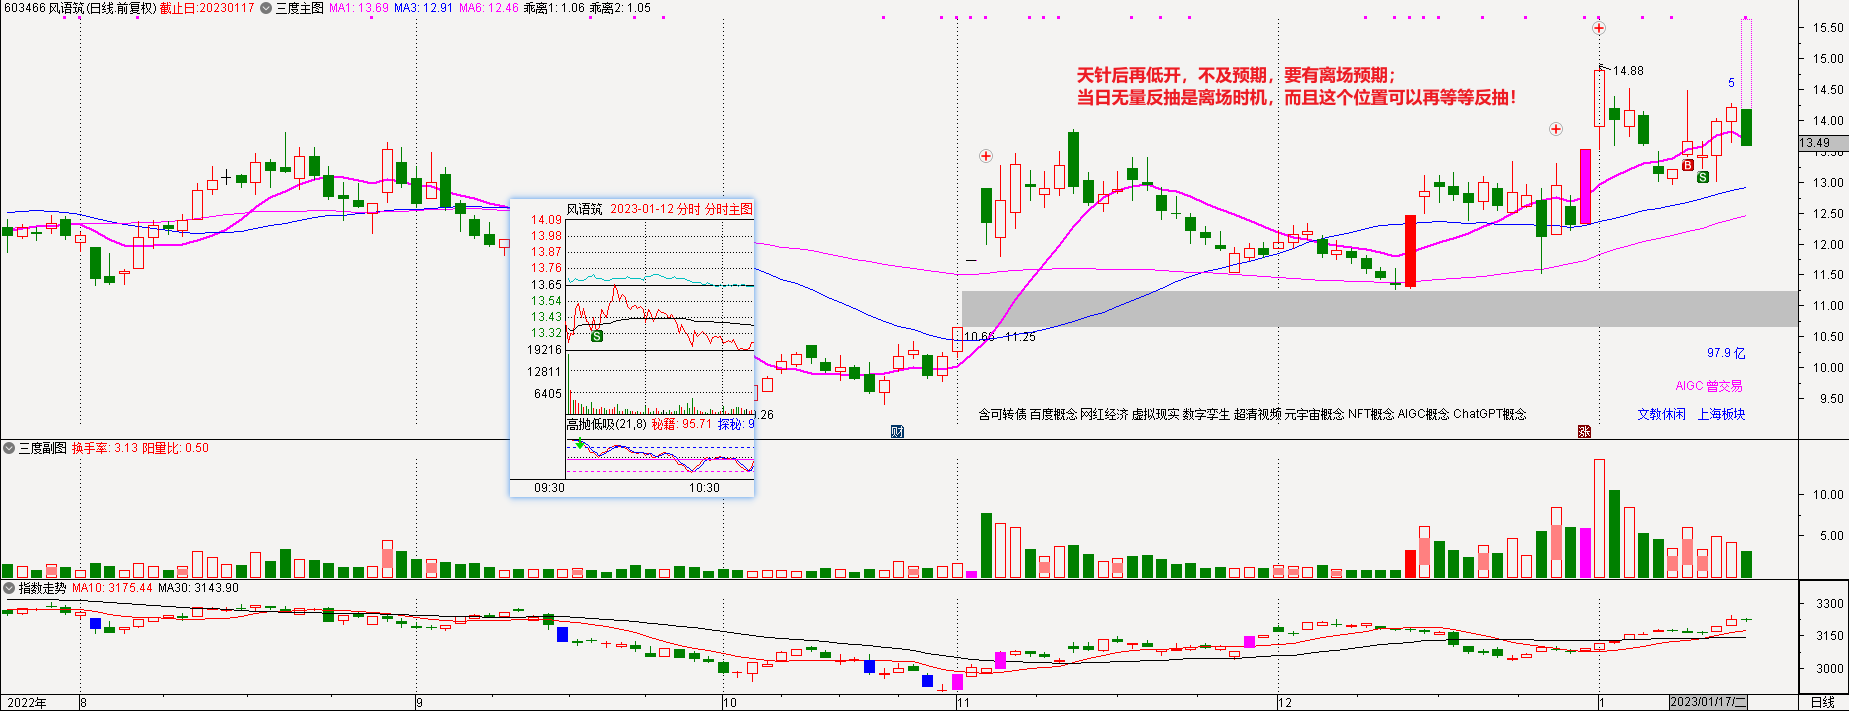 603466 风语筑(日线.前复权) 截止日:20230117 三度主图 MA1: 13.69 MA3: 12.91 MA6: 12.46 乖离1: 1.06 乖离2: 1.05
天针后再低开，不及预期，要有离场预期；
当日无量反抽是离场时机，而且这个位置可以再等等反抽！
14.88
5
15.50
15.00
14.50
14.00
13.49
13.50
13.00
12.50
12.00
11.50
11.00
10.50
10.00
9.50
B
S
10.66
11.25
97.9 亿
AIGC 曾交易
含可转债 百度概念 网红经济 虚拟现实 数字孪生 超清视频 元宇宙概念 NFT概念 AIGC概念 ChatGPT概念
文教休闲 上海板块
财
涨
风语筑 2023-01-12 分时 分时主图
14.09
13.98
13.87
13.76
13.65
13.54
13.43
13.32
S
19216
12811
6405
.26
高抛低吸(21,8) 秘籍: 95.71 探秘: 9
09:30 10:30
三度副图 换手率: 3.13 阳量比: 0.50
10.00
5.00
指数走势 MA10: 3175.44 MA30: 3143.90
3300
3150
3000
2022年 8 9 10 11 12 1 2023/01/17/二 日线